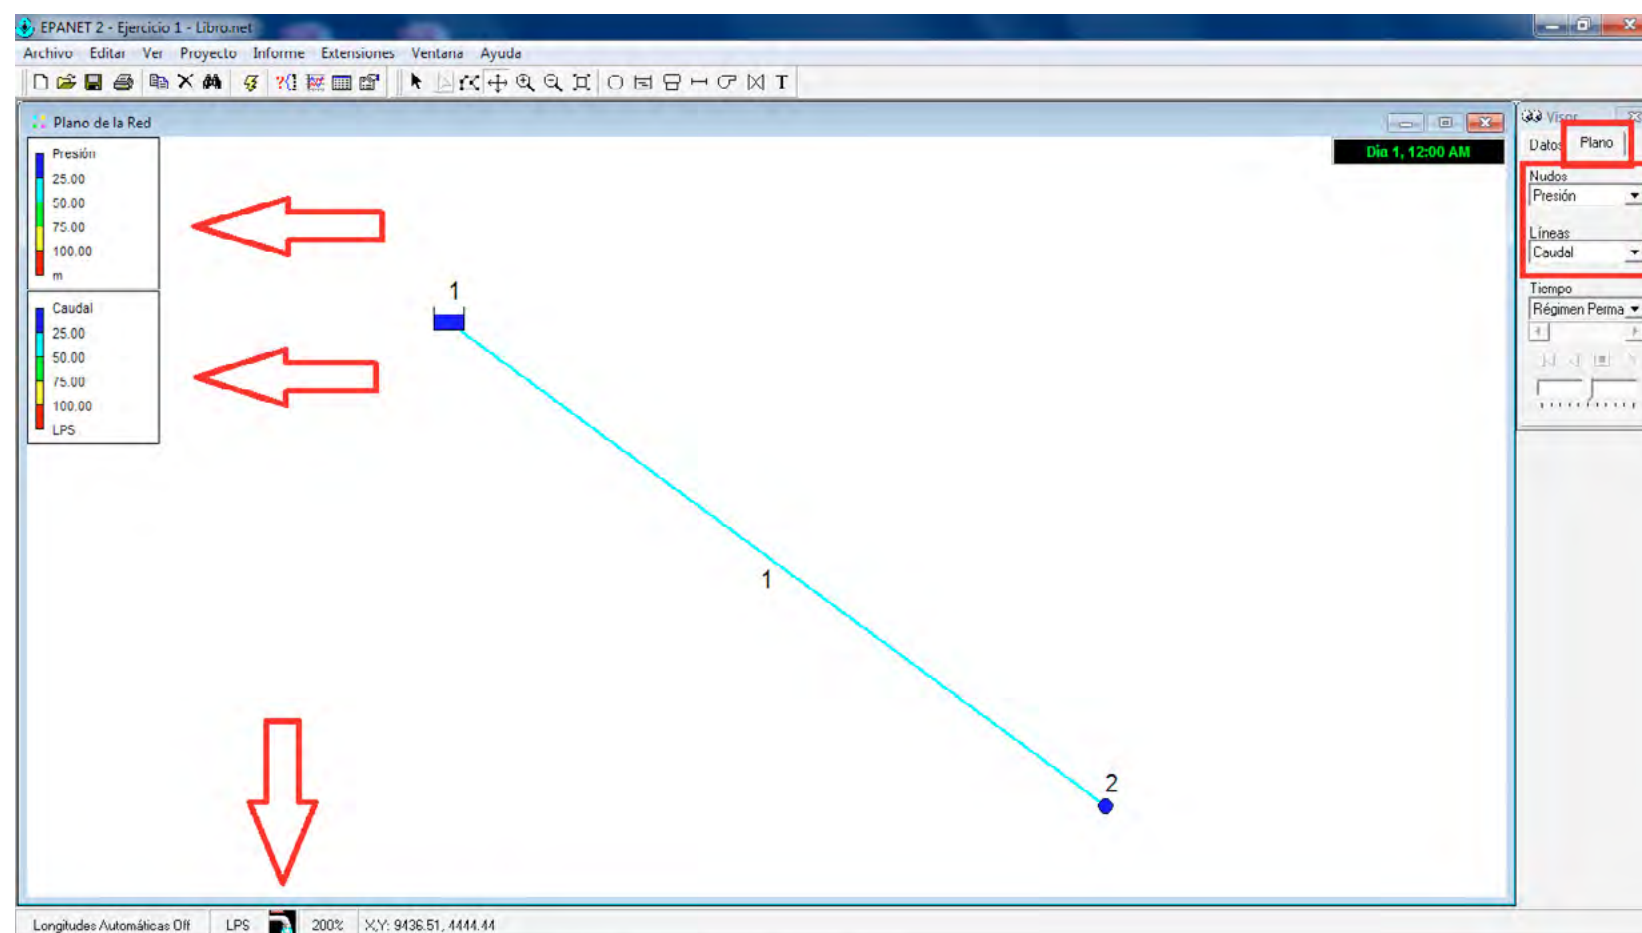 EPANET 2 - Ejercicio 1 - Libro.net
Archivo Editar Ver Proyecto Informe Extensiones Ventana Ayuda
T
Plano de la Red
Visor
Día 1, 12:00 AM
Datos Plano
Presión
25.00
50.00
75.00
100.00
m
Nudos
Presión
Líneas
Caudal
Tiempo
Régimen Perma
Caudal
25.00
50.00
75.00
100.00
LPS
1
1
2
Longitudes Automáticas Off LPS 200% X,Y: 9436.51, 4444.44